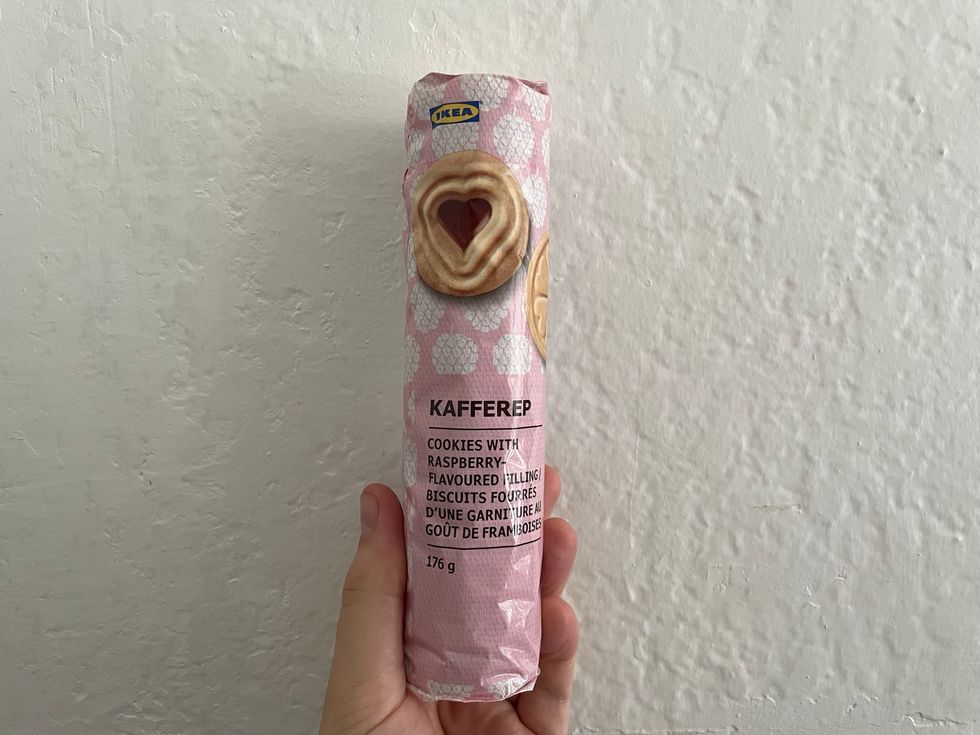 IKEA
KAFFEREP
COOKIES WITH
RASPBERRY-
FLAVOURED FILLING/
BISCUITS FOURRÉS
D'UNE GARNITURE AU
GOÛT DE FRAMBOISES
176 g